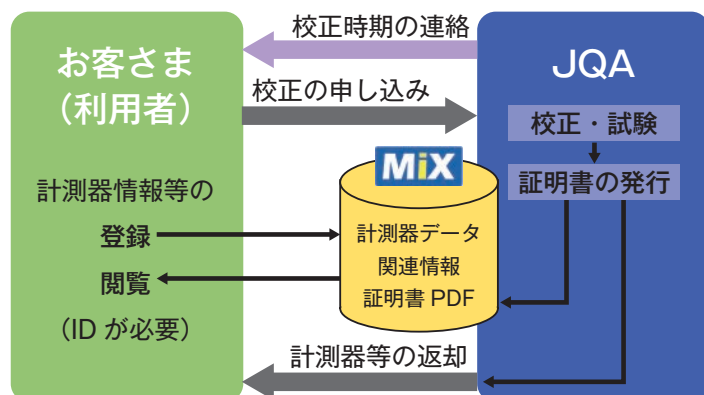 お客さま
（利用者）
計測器情報等の
登録
閲覧
（ID が必要）
校正時期の連絡
校正の申し込み
MiX
計測器データ
関連情報
証明書 PDF
計測器等の返却
JQA
校正・試験
証明書の発行